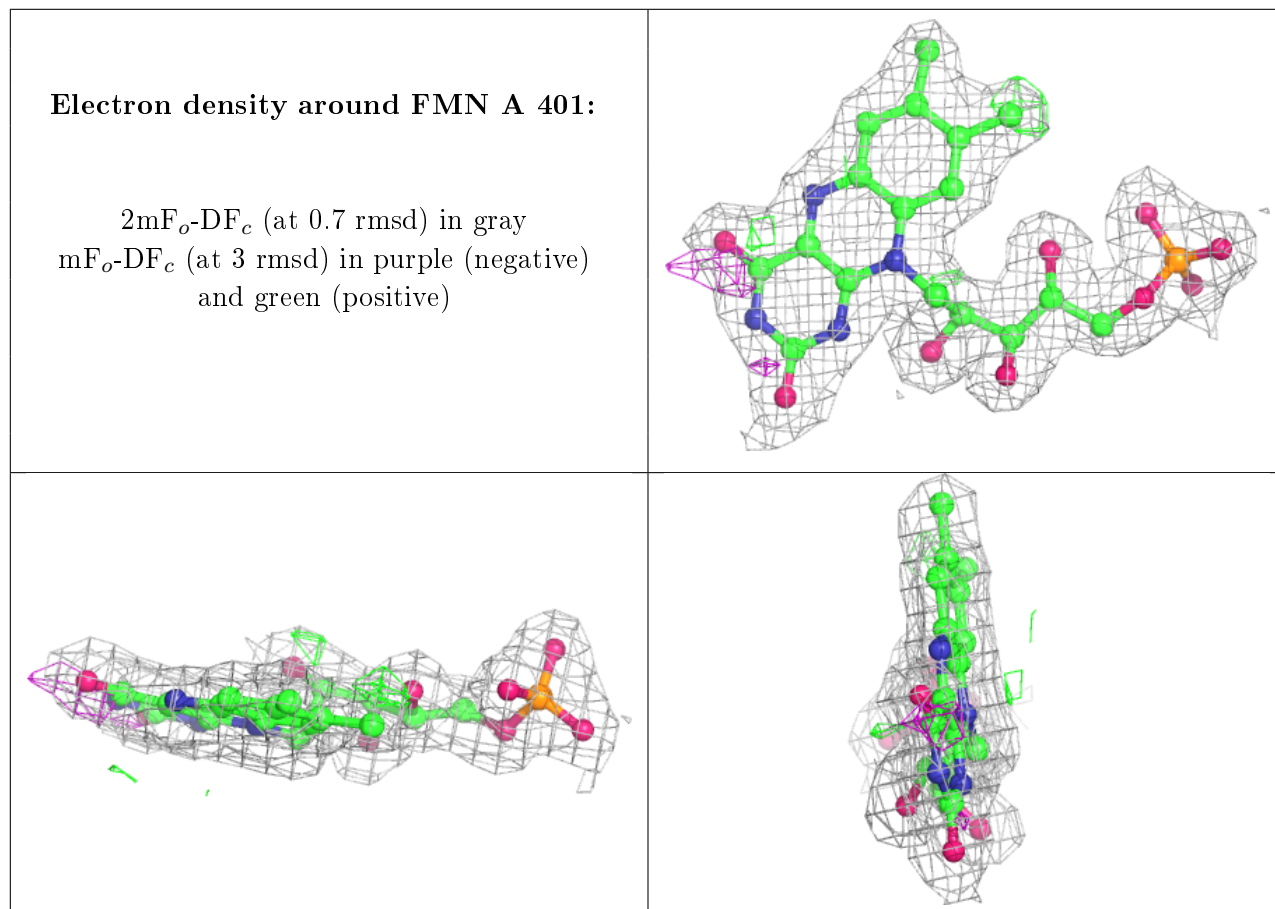 Electron density around FMN A 401:
2mFo-DFc (at 0.7 rmsd) in gray
mFo-DFc (at 3 rmsd) in purple (negative)
and green (positive)